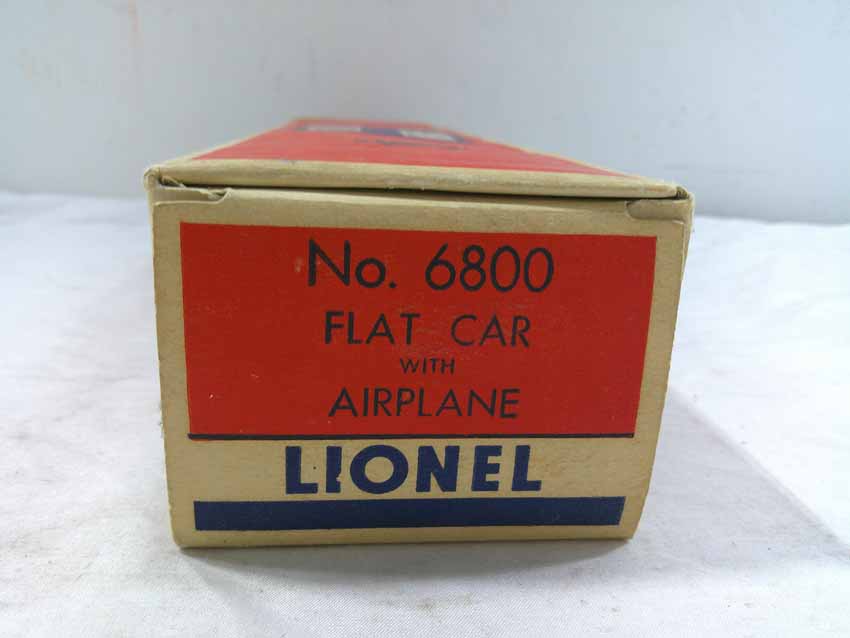 No. 6800
FLAT CAR
WITH
AIRPLANE
LIONEL